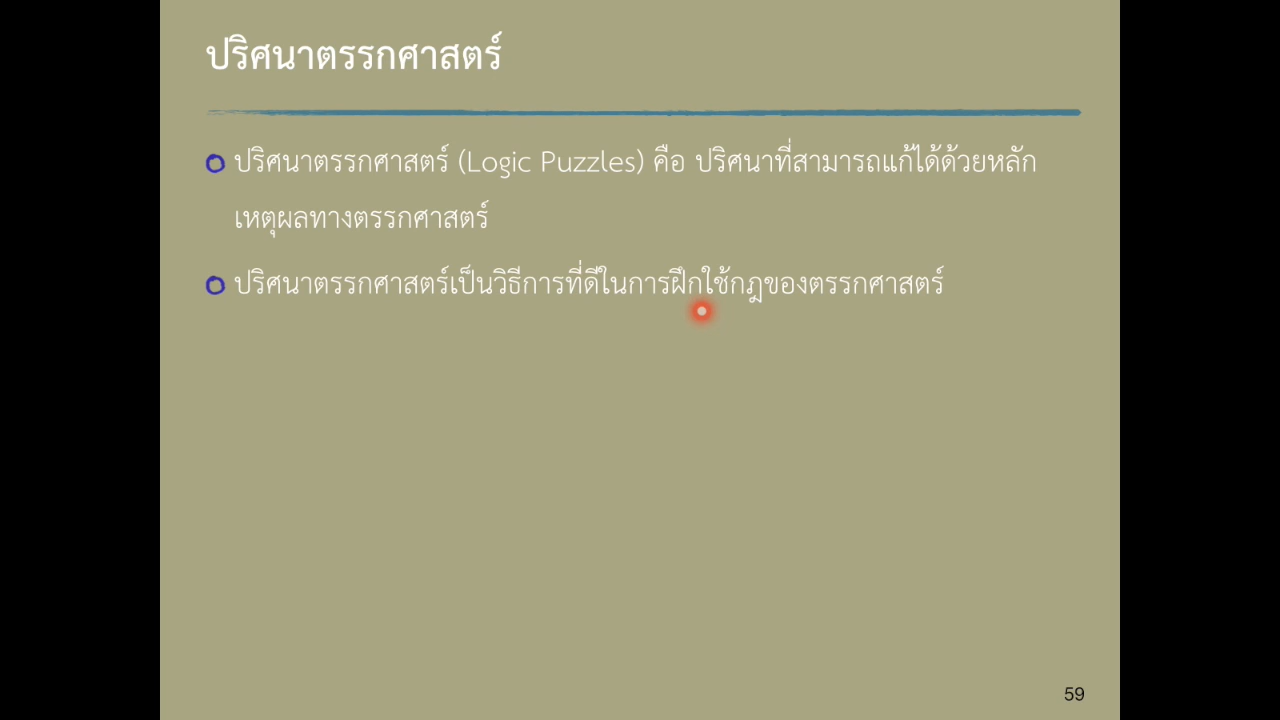 ปริศนาตรรกศาสตร์
ปริศนาตรรกศาสตร์ (Logic Puzzles) คือ ปริศนาที่สามารถแก้ได้ด้วยหลัก
เหตุผลทางตรรกศาสตร์
ปริศนาตรรกศาสตร์เป็นวิธีการที่ดีในการฝึกใช้กฎของตรรกศาสตร์
59